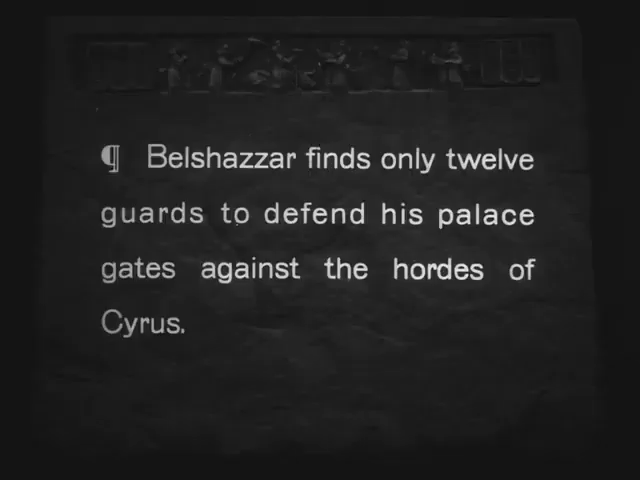 ¶ Belshazzar finds only twelve
guards to defend his palace
gates against the hordes of
Cyrus.